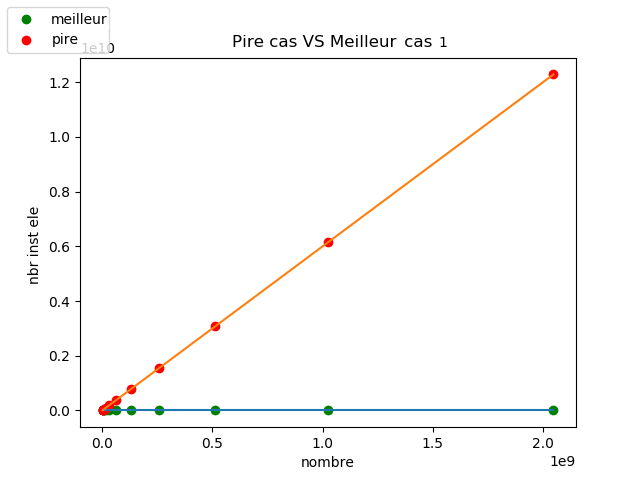 meilleur
pire
1e10
Pire cas VS Meilleur cas 1
1.2
1.0
0.8
0.6
0.4
0.2
0.0
nbr inst ele
0.0 0.5 1.0 1.5 2.0
1e9
nombre